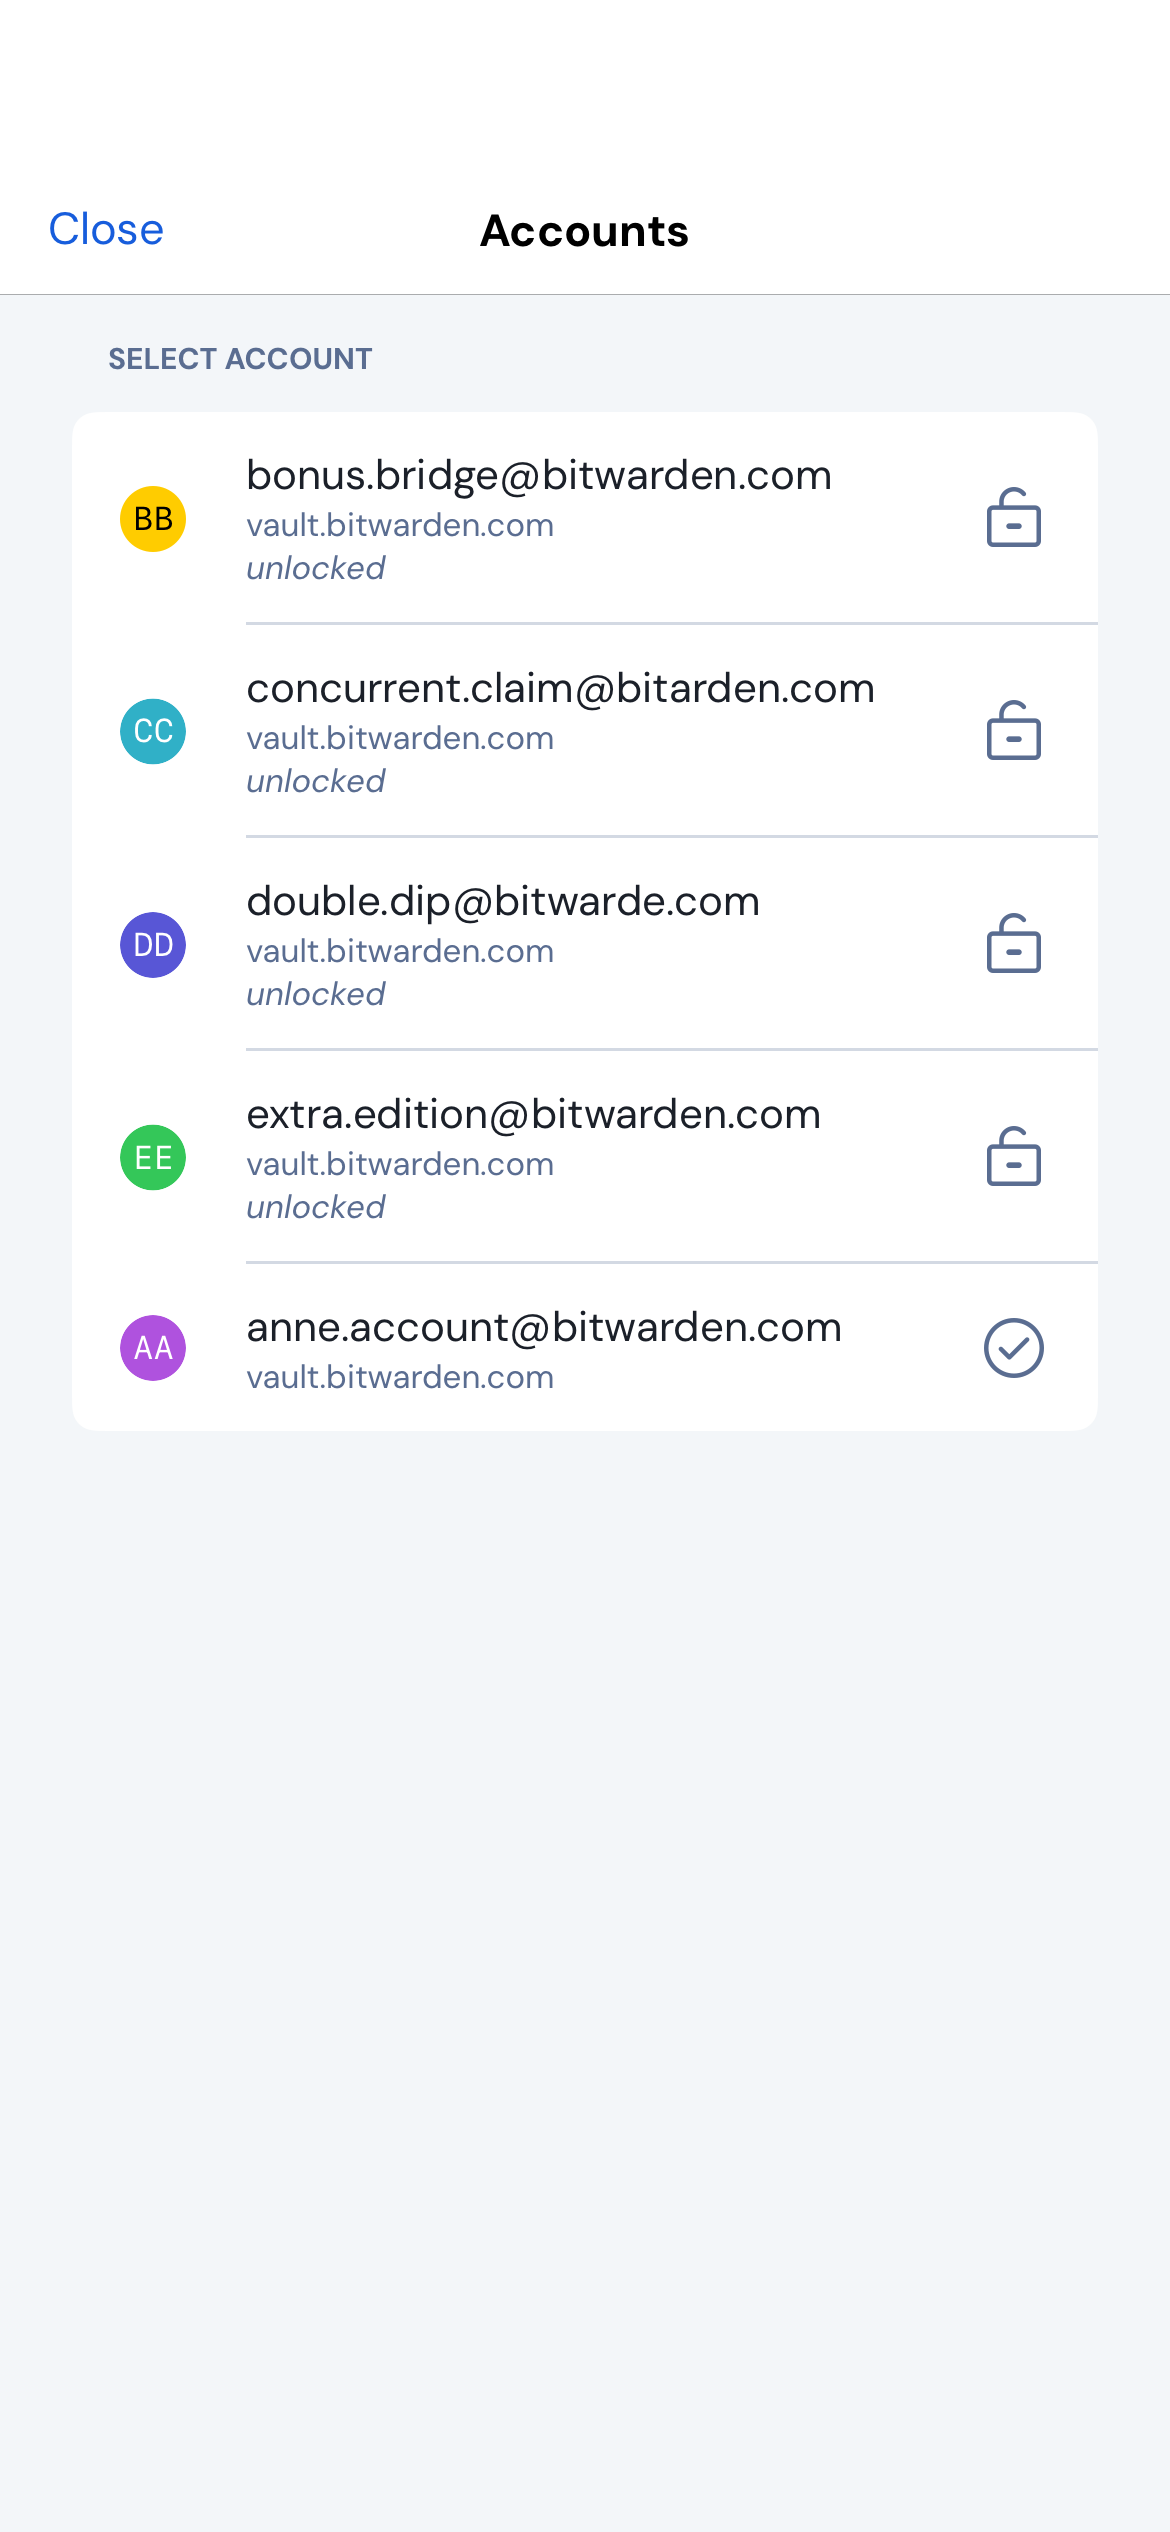 Close
Accounts
SELECT ACCOUNT
BB
bonus.bridge@bitwarden.com
vault.bitwarden.com
unlocked
CC
concurrent.claim@bitarden.com
vault.bitwarden.com
unlocked
DD
double.dip@bitwarde.com
vault.bitwarden.com
unlocked
EE
extra.edition@bitwarden.com
vault.bitwarden.com
unlocked
AA
anne.account@bitwarden.com
vault.bitwarden.com